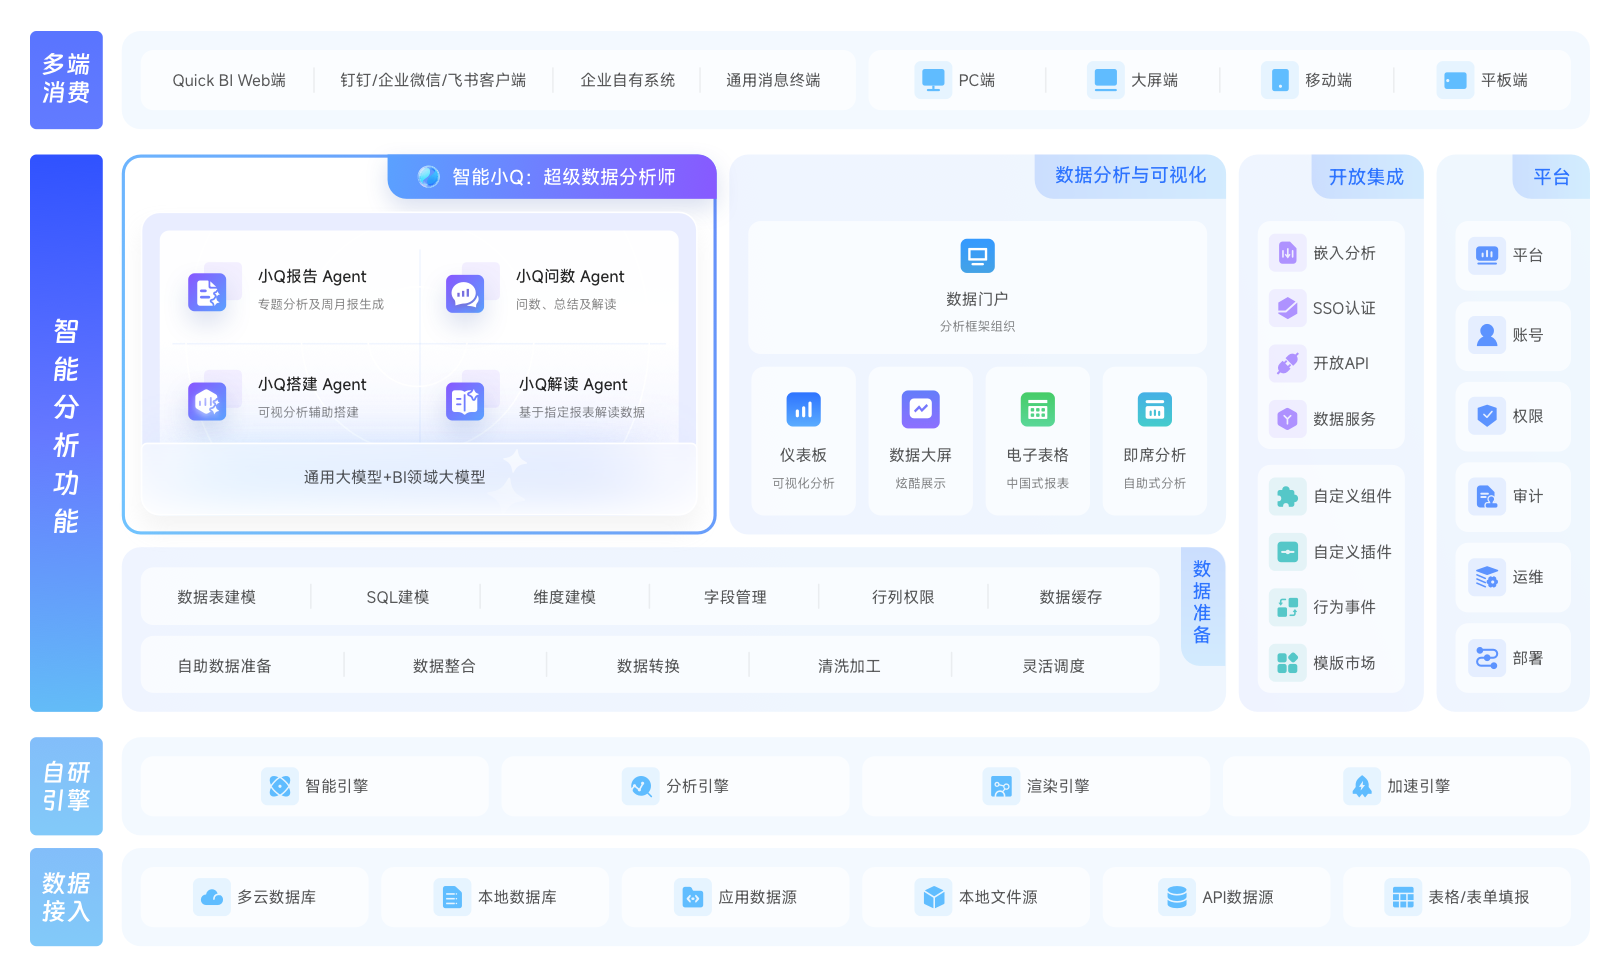 多端
消费
Quick BI Web端
钉钉/企业微信/飞书客户端
企业自有系统
通用消息终端
PC端
大屏端
移动端
平板端
智能分析功能
智能小Q：超级数据分析师
小Q报告 Agent
专题分析及周月报生成
小Q问数 Agent
问数、总结及解读
小Q搭建 Agent
可视分析辅助搭建
小Q解读 Agent
基于指定报表解读数据
通用大模型+BI领域大模型
数据分析与可视化
数据门户
分析框架组织
仪表板
可视化分析
数据大屏
炫酷展示
电子表格
中国式报表
即席分析
自助式分析
数据准备
数据表建模
SQL建模
维度建模
字段管理
行列权限
数据缓存
自助数据准备
数据整合
数据转换
清洗加工
灵活调度
开放集成
嵌入分析
SSO认证
开放API
数据服务
自定义组件
自定义插件
行为事件
模版市场
平台
平台
账号
权限
审计
运维
部署
自研
引擎
智能引擎
分析引擎
渲染引擎
加速引擎
数据
接入
多云数据库
本地数据库
应用数据源
本地文件源
API数据源
表格/表单填报